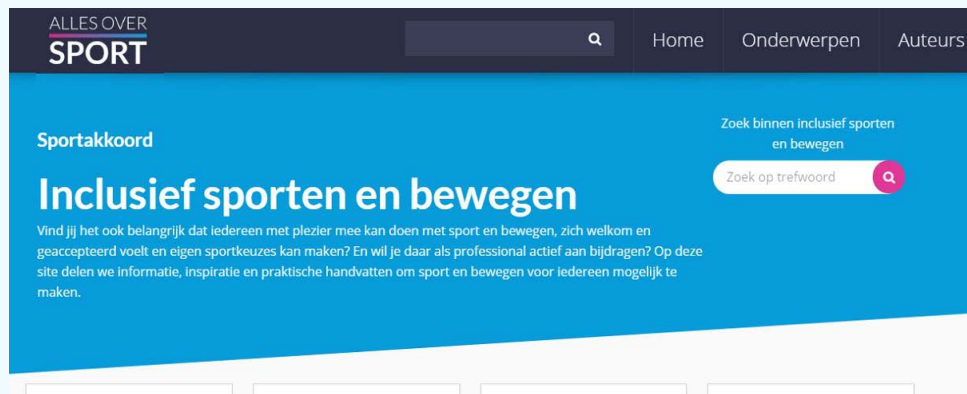 ALLES OVER
SPORT
Home
Onderwerpen
Auteurs
Sportakkoord
Inclusief sporten en bewegen
Vind jij het ook belangrijk dat iedereen met plezier mee kan doen met sport en bewegen, zich welkom en
geaccepteerd voelt en eigen sportkeuzes kan maken? En wil je daar als professional actief aan bijdragen? Op deze
site delen we informatie, inspiratie en praktische handvatten om sport en bewegen voor iedereen mogelijk te
maken.
Zoek binnen inclusief sporten
en bewegen
Zoek op trefwoord